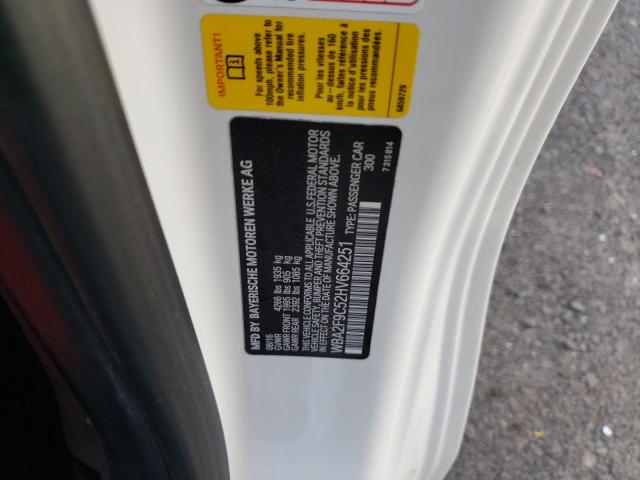 IMPORTANT!
For speeds above
100mph, please see
the Owner's Manual for
recommended tire
inflation pressures.
Pour les vitesses
au - dessus de 160
km/h, faites référence à
la notice d'utilisation
pour les pressions des
pneus recommandées.
6859729
MFD BY BAYERISCHE MOTOREN WERKE AG
06/16
GVWR 4266 lbs 1935 kg
GAWR FRONT 1995 lbs 905 kg
GAWR REAR 2392 lbs 1085 kg
THIS VEHICLE CONFORMS TO ALL APPLICABLE U.S. FEDERAL MOTOR
VEHICLE SAFETY, BUMPER, AND THEFT PREVENTION STANDARDS
IN EFFECT ON THE DATE OF MANUFACTURE SHOWN ABOVE.
WBA2F9C52HV664251 TYPE: PASSENGER CAR
300
7 315 814